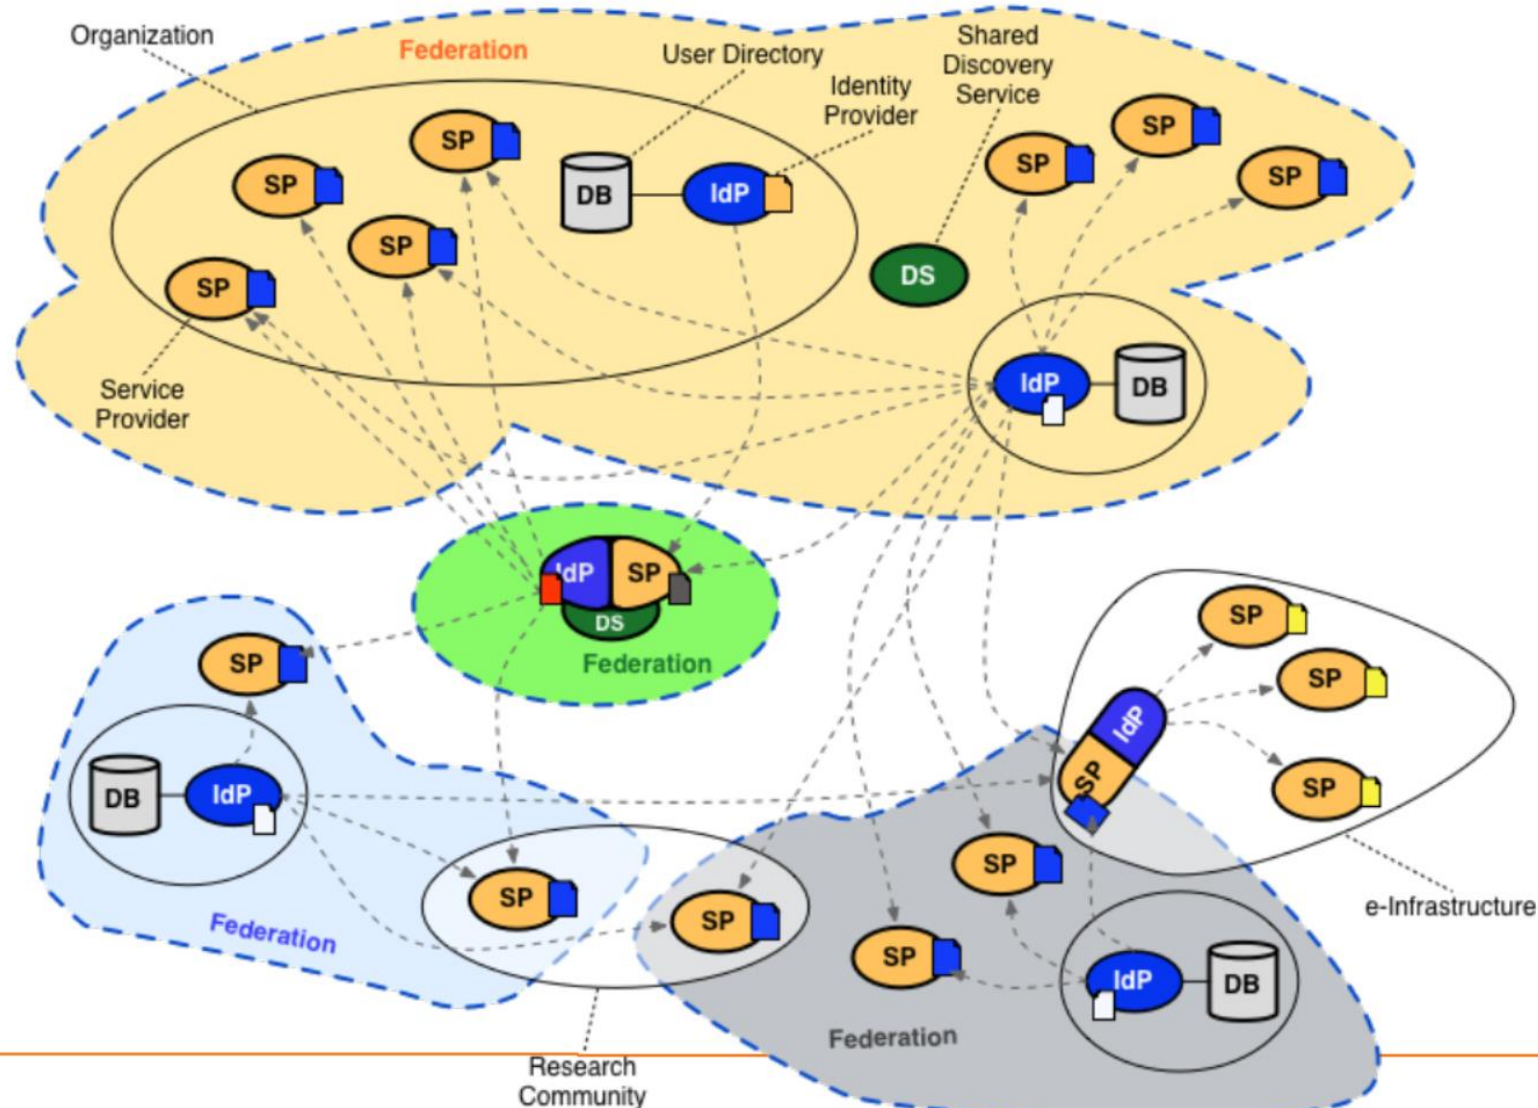 Organization
Federation
User Directory
Shared
Discovery
Service
Identity
Provider
SP
SP
SP
SP
DB
IdP
SP
SP
SP
DS
IdP
DB
Service
Provider
IdP
SP
DS
Federation
SP
DB
IdP
Federation
SP
SP
Research
Community
IdP
SP
SP
SP
SP
e-Infrastructure
SP
SP
IdP
DB
Federation